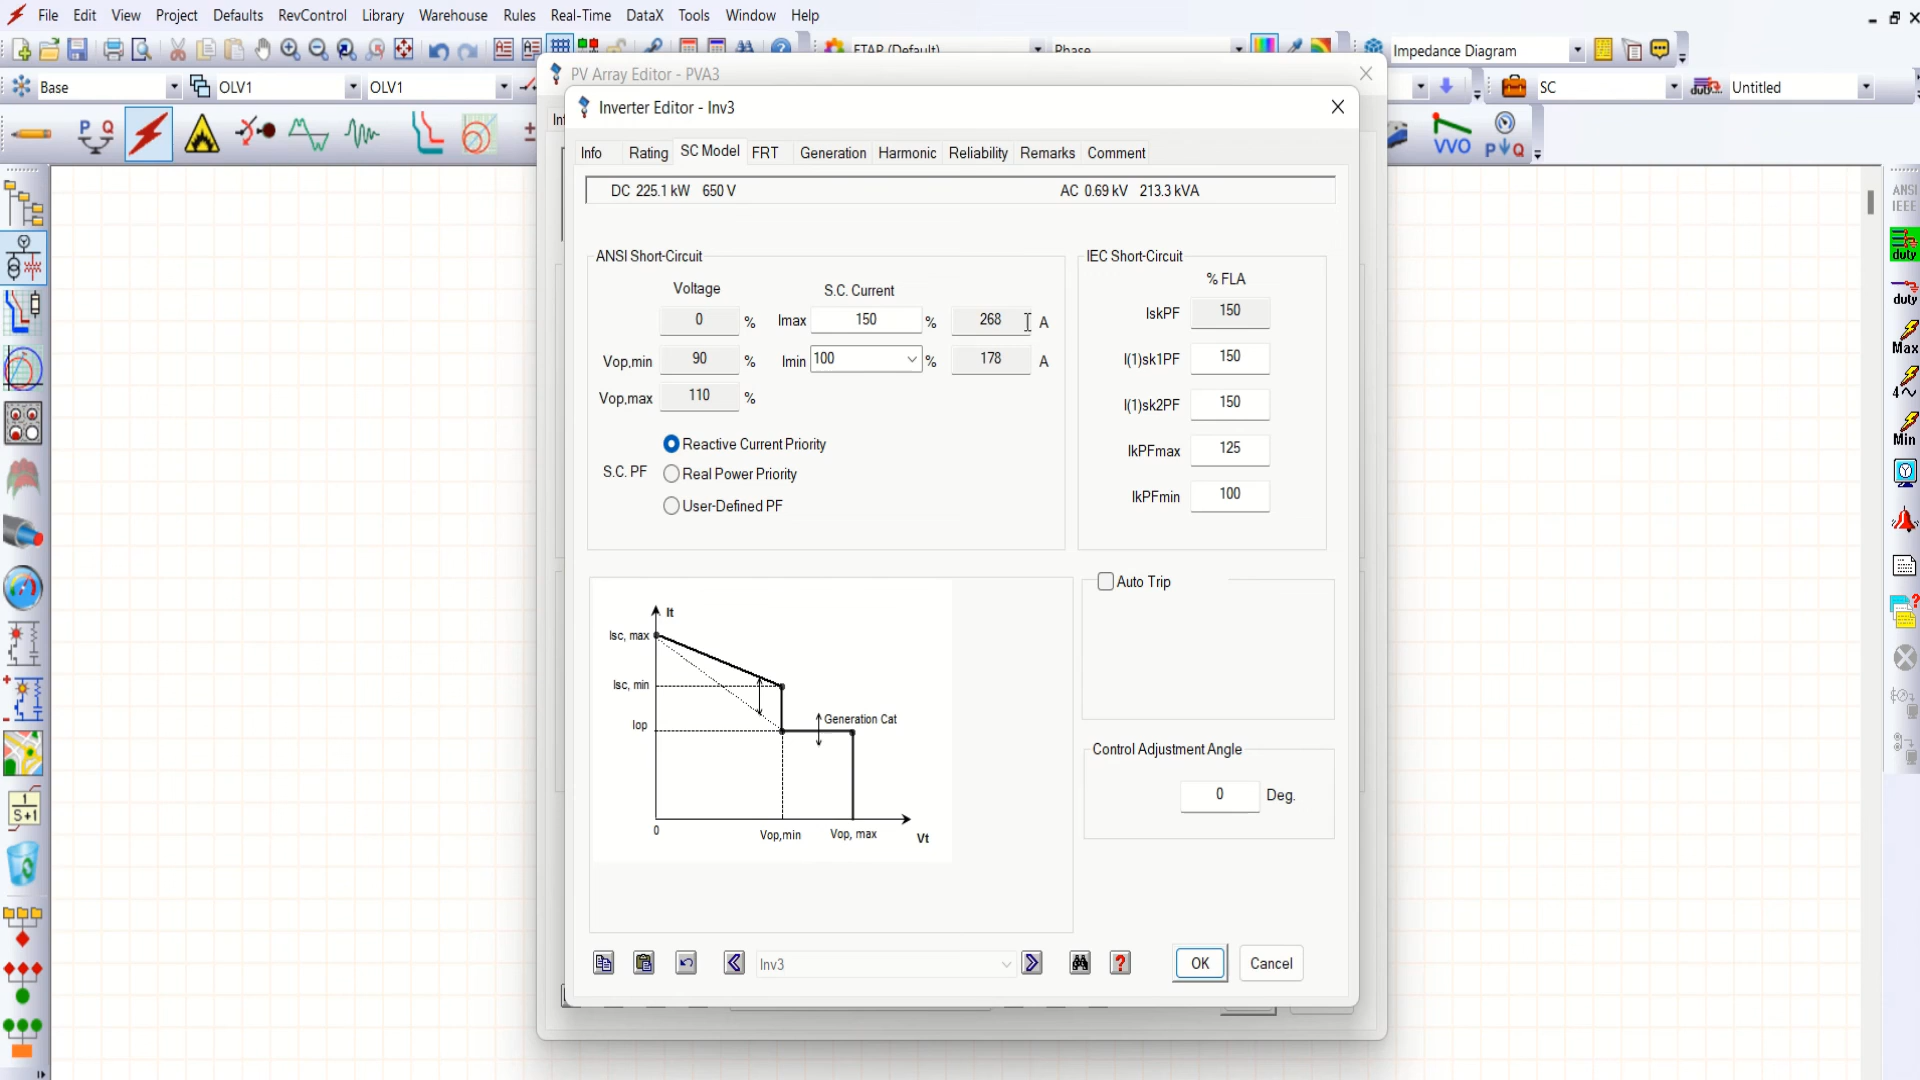 File Edit View Project Defaults RevControl Library Warehouse Rules Real-Time DataX Tools Window Help
ETAP (Default) Phase Impedance Diagram
Base OLV1 OLV1 SC Untitled
PV Array Editor - PVA3
Inverter Editor - Inv3
P Q
VVO
P Q
Info Rating SC Model FRT Generation Harmonic Reliability Remarks Comment
DC 225.1 kW 650 V AC 0.69 kV 213.3 kVA
ANSI Short-Circuit
Voltage S.C. Current
0 % Imax 150 % 268 A
Vop,min 90 % Imin 100 % 178 A
Vop,max 110 %
S.C. PF
Reactive Current Priority
Real Power Priority
User-Defined PF
IEC Short-Circuit
% FLA
IskPF 150
I(1)sk1PF 150
I(1)sk2PF 150
IkPFmax 125
IkPFmin 100
It
Isc, max
Isc, min
Iop
Generation Cat
0
Vop,min Vop, max Vt
Auto Trip
Control Adjustment Angle
0 Deg.
Inv3
OK Cancel
ANSI
IEEE
duty
duty
Max
4
Min
1
S+1